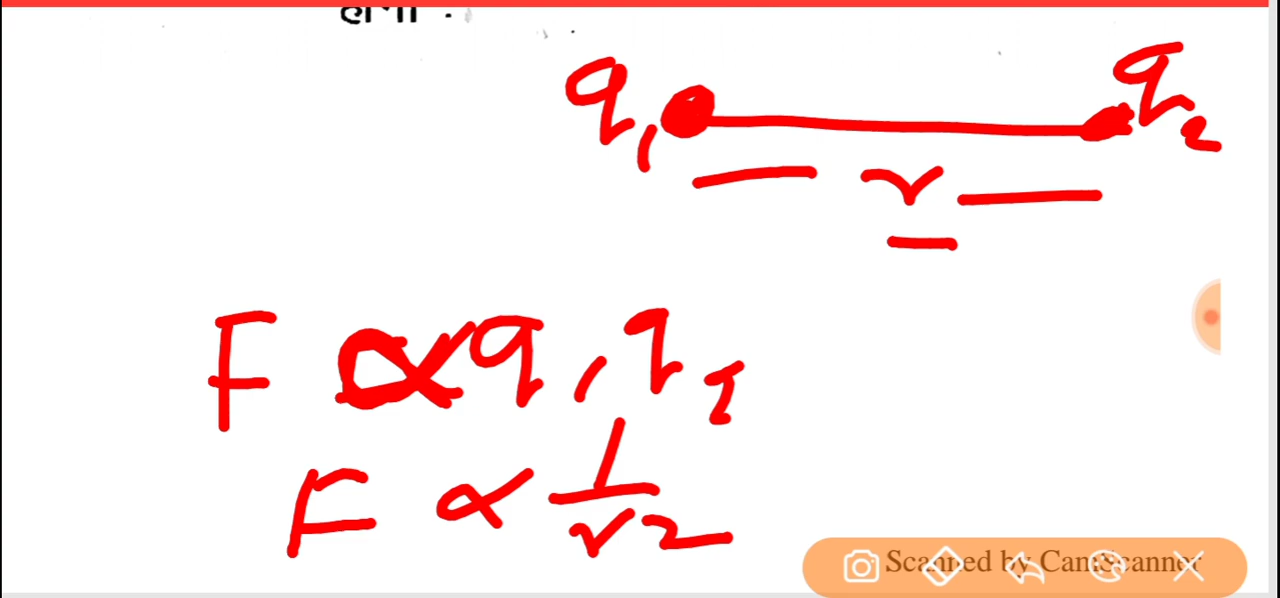 q₁ q₂
r
F ∝ q₁ q₂
F ∝ 1/r²
Scanned by CamScanner